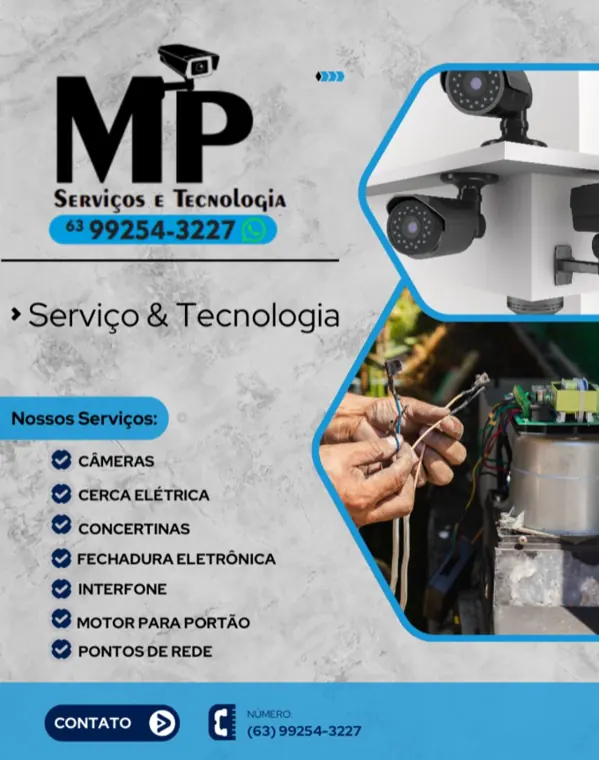 MP
Serviços e Tecnologia
63 99254-3227
Serviço & Tecnologia
Nossos Serviços:
CÂMERAS
CERCA ELÉTRICA
CONCERTINAS
FECHADURA ELETRÔNICA
INTERFONE
MOTOR PARA PORTÃO
PONTOS DE REDE
CONTATO
NÚMERO:
(63) 99254-3227